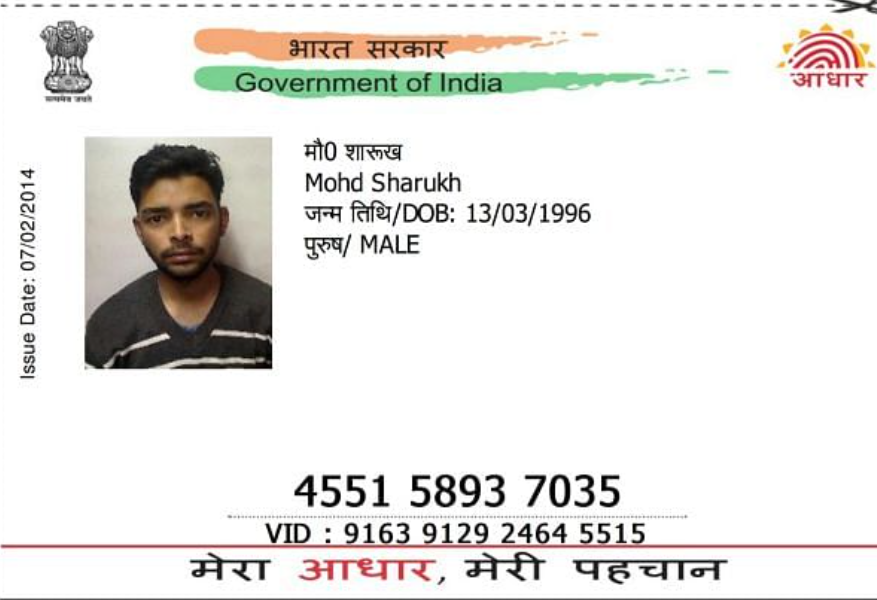 भारत सरकार
Government of India
सत्यमेव जयते
आधार
Issue Date: 07/02/2014
मौ0 शारूख
Mohd Sharukh
जन्म तिथि/DOB: 13/03/1996
पुरुष/ MALE
4551 5893 7035
VID : 9163 9129 2464 5515
मेरा आधार, मेरी पहचान